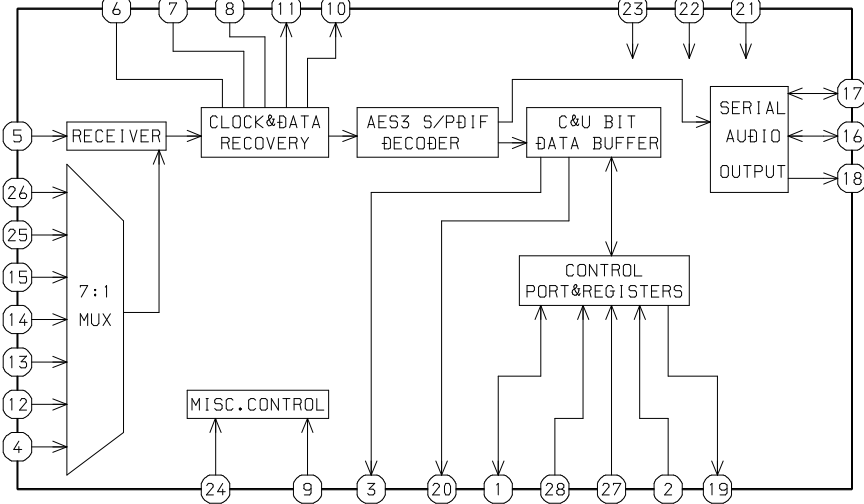 6
7
8
11
10
23
22
21
5
RECEIVER
CLOCK&DATA
RECOVERY
AES3 S/PDIF
DECODER
C&U BIT
DATA BUFFER
SERIAL
AUDIO
OUTPUT
17
16
18
26
25
15
14
13
12
4
7:1
MUX
CONTROL
PORT&REGISTERS
MISC.CONTROL
24
9
3
20
1
28
27
2
19